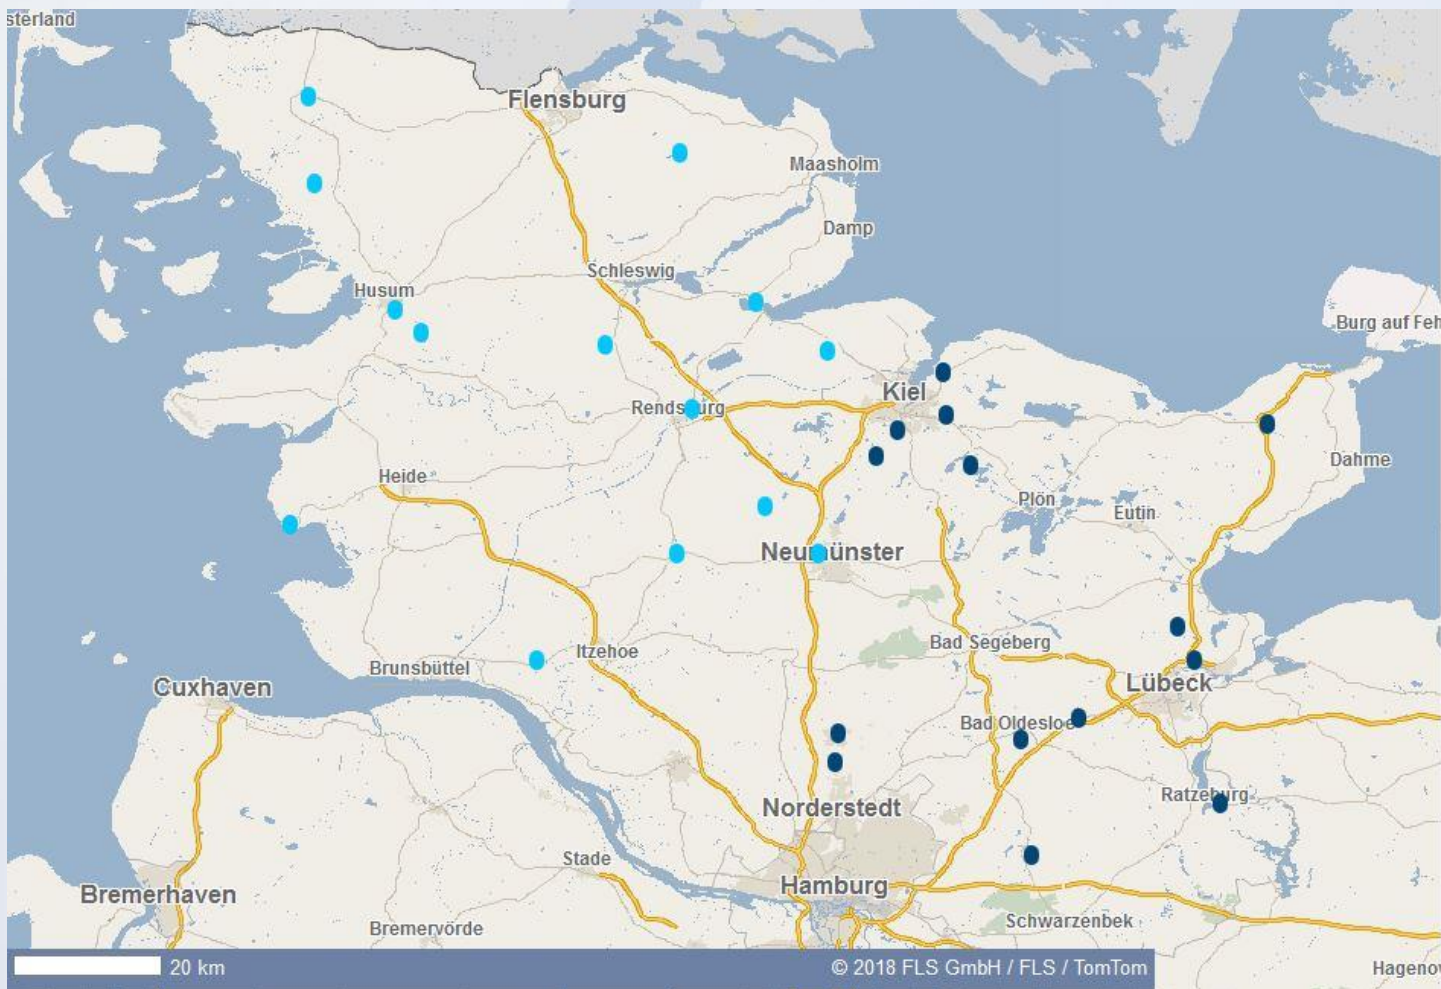 sterland
Flensburg
Maasholm
Damp
Schleswig
Husum
Burg auf Feh
Kiel
Rendsburg
Dahme
Heide
Plön
Eutin
Neumünster
Bad Segeberg
Itzehoe
Brunsbüttel
Cuxhaven
Lübeck
Bad Oldesloe
Ratzeburg
Norderstedt
Stade
Hamburg
Bremerhaven
Schwarzenbek
Bremervörde
20 km
© 2018 FLS GmbH / FLS / TomTom
Hagenow